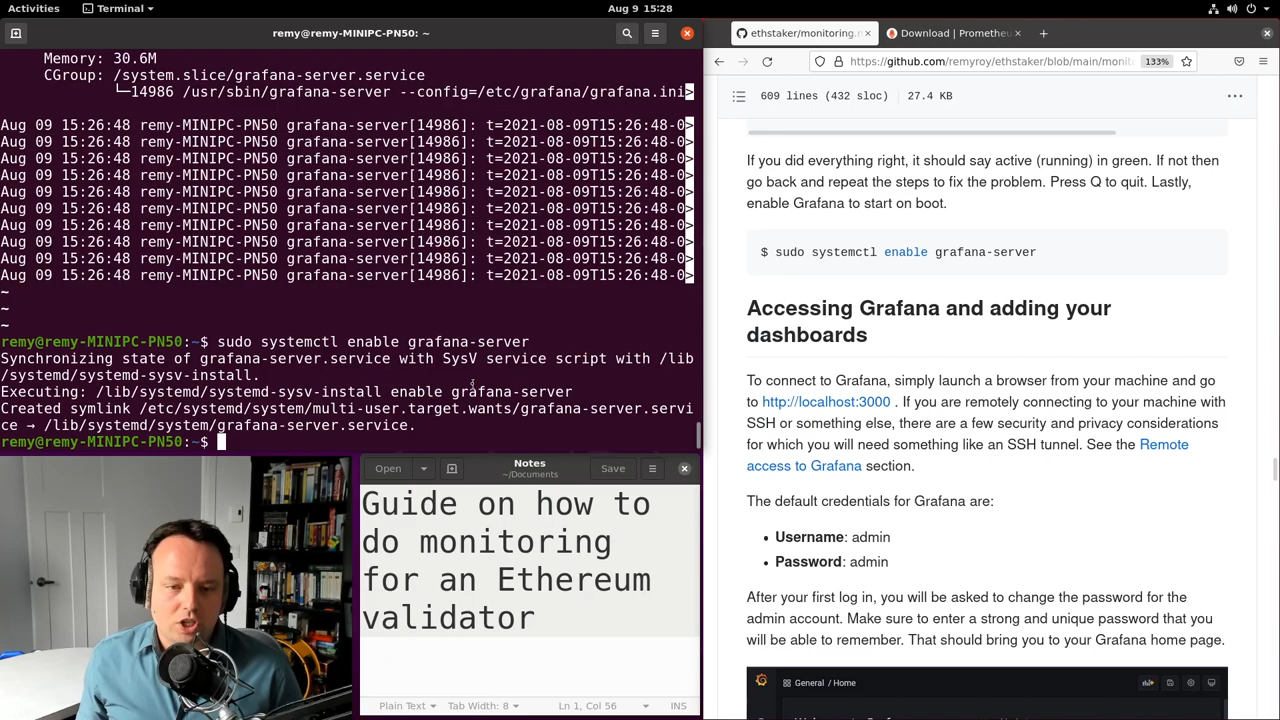 Activities
Terminal
Aug 9 15:28
remy@remy-MINIPC-PN50: ~
Memory: 30.6M
CGroup: /system.slice/grafana-server.service
└─14986 /usr/sbin/grafana-server --config=/etc/grafana/grafana.ini>
Aug 09 15:26:48 remy-MINIPC-PN50 grafana-server[14986]: t=2021-08-09T15:26:48-0>
Aug 09 15:26:48 remy-MINIPC-PN50 grafana-server[14986]: t=2021-08-09T15:26:48-0>
Aug 09 15:26:48 remy-MINIPC-PN50 grafana-server[14986]: t=2021-08-09T15:26:48-0>
Aug 09 15:26:48 remy-MINIPC-PN50 grafana-server[14986]: t=2021-08-09T15:26:48-0>
Aug 09 15:26:48 remy-MINIPC-PN50 grafana-server[14986]: t=2021-08-09T15:26:48-0>
Aug 09 15:26:48 remy-MINIPC-PN50 grafana-server[14986]: t=2021-08-09T15:26:48-0>
Aug 09 15:26:48 remy-MINIPC-PN50 grafana-server[14986]: t=2021-08-09T15:26:48-0>
Aug 09 15:26:48 remy-MINIPC-PN50 grafana-server[14986]: t=2021-08-09T15:26:48-0>
Aug 09 15:26:48 remy-MINIPC-PN50 grafana-server[14986]: t=2021-08-09T15:26:48-0>
Aug 09 15:26:48 remy-MINIPC-PN50 grafana-server[14986]: t=2021-08-09T15:26:48-0>
~
~
~
remy@remy-MINIPC-PN50:~$ sudo systemctl enable grafana-server
Synchronizing state of grafana-server.service with SysV service script with /lib
/systemd/systemd-sysv-install.
Executing: /lib/systemd/systemd-sysv-install enable grafana-server
Created symlink /etc/systemd/system/multi-user.target.wants/grafana-server.servi
ce → /lib/systemd/system/grafana-server.service.
remy@remy-MINIPC-PN50:~$
Open
Notes
~/Documents
Save
Guide on how to
do monitoring
for an Ethereum
validator
Plain Text
Tab Width: 8
Ln 1, Col 56
INS
ethstaker/monitoring.m
Download | Prometheu
https://github.com/remyroy/ethstaker/blob/main/monit
133%
609 lines (432 sloc)
27.4 KB
If you did everything right, it should say active (running) in green. If not then
go back and repeat the steps to fix the problem. Press Q to quit. Lastly,
enable Grafana to start on boot.
$ sudo systemctl enable grafana-server
Accessing Grafana and adding your
dashboards
To connect to Grafana, simply launch a browser from your machine and go
to http://localhost:3000 . If you are remotely connecting to your machine with
SSH or something else, there are a few security and privacy considerations
for which you will need something like an SSH tunnel. See the Remote
access to Grafana section.
The default credentials for Grafana are:
• Username: admin
• Password: admin
After your first log in, you will be asked to change the password for the
admin account. Make sure to enter a strong and unique password that you
will be able to remember. That should bring you to your Grafana home page.
General / Home